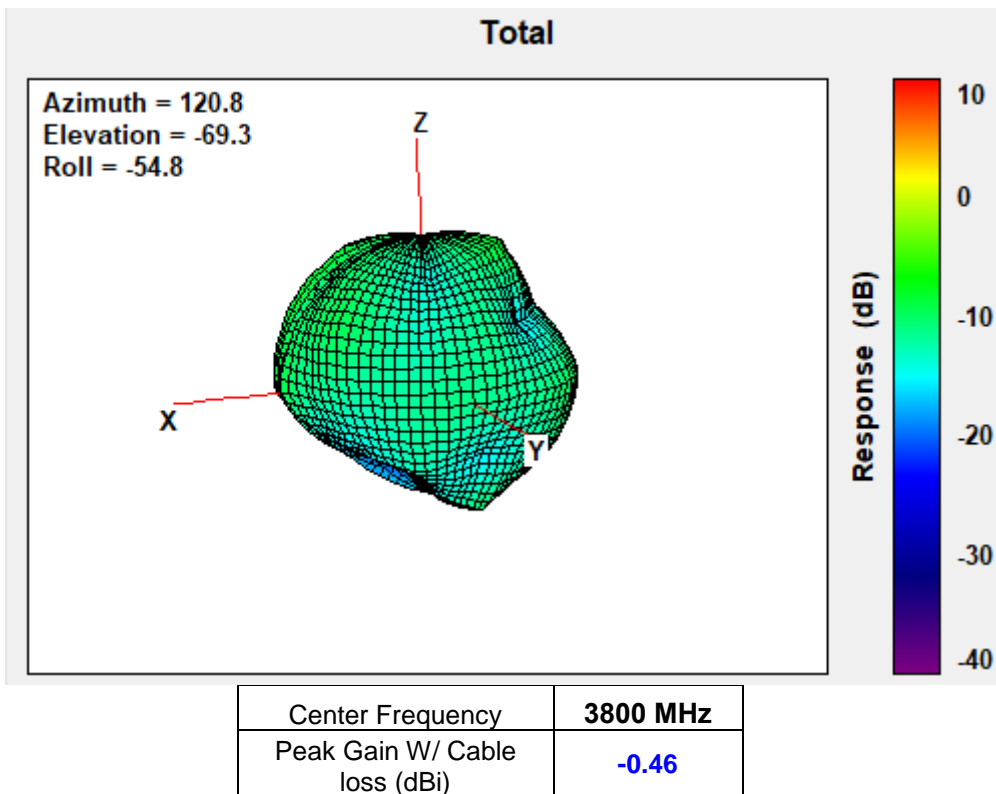 Total
Azimuth = 120.8
Elevation = -69.3
Roll = -54.8
Z
X
Y
10
0
-10
-20
-30
-40
Response (dB)
Center Frequency 3800 MHz
Peak Gain W/ Cable
loss (dBi) -0.46